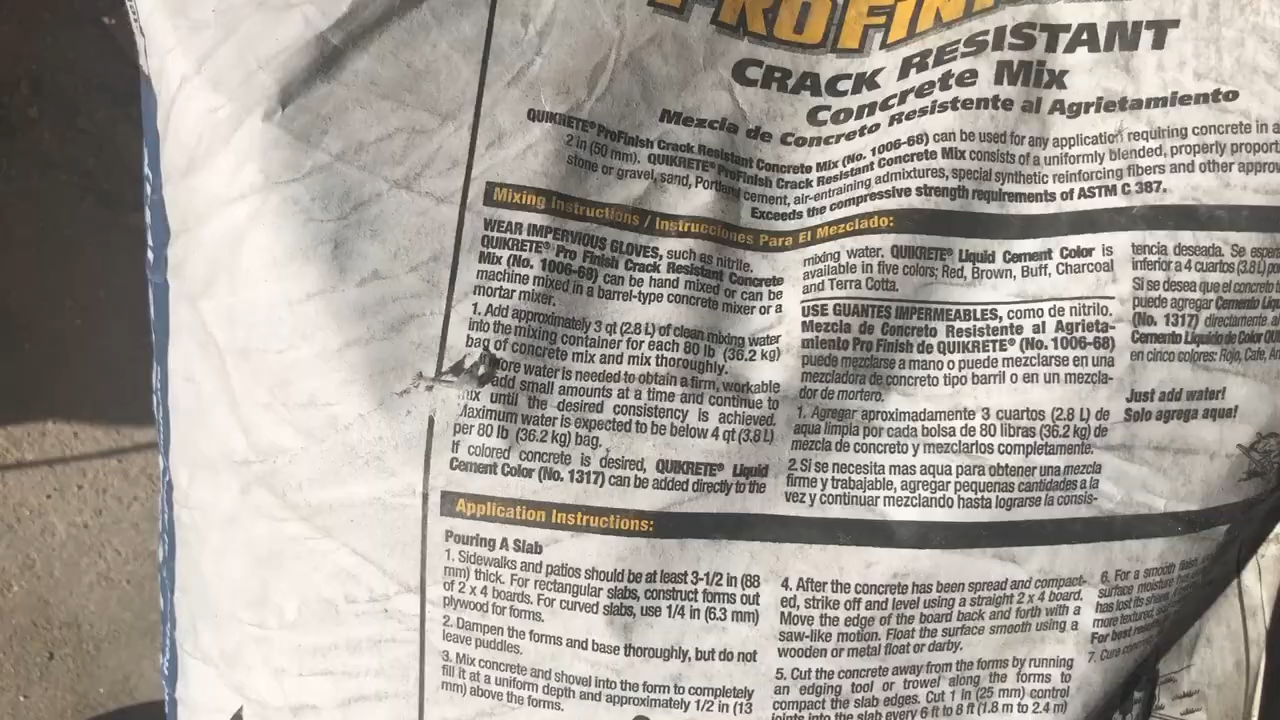 PROFIN
CRACK RESISTANT
Concrete Mix
Mezcla de Concreto Resistente al Agrietamiento
QUIKRETE® ProFinish Crack Resistant Concrete Mix (No. 1006-68) can be used for any application requiring concrete in a
2 in (50 mm). QUIKRETE® ProFinish Crack Resistant Concrete Mix consists of a uniformly blended, properly proport
stone or gravel, sand, Portland cement, air-entraining admixtures, special synthetic reinforcing fibers and other approv
Exceeds the compressive strength requirements of ASTM C 387.
Mixing Instructions / Instrucciones Para El Mezclado:
WEAR IMPERVIOUS GLOVES, such as nitrile.
QUIKRETE® Pro Finish Crack Resistant Concrete
Mix (No. 1006-68) can be hand mixed or can be
machine mixed in a barrel-type concrete mixer or a
mortar mixer.
1. Add approximately 3 qt (2.8 L) of clean mixing water
into the mixing container for each 80 lb (36.2 kg)
bag of concrete mix and mix thoroughly.
ore water is needed to obtain a firm, workable
add small amounts at a time and continue to
mix until the desired consistency is achieved.
Maximum water is expected to be below 4 qt (3.8 L)
per 80 lb (36.2 kg) bag.
If colored concrete is desired, QUIKRETE® Liquid
Cement Color (No. 1317) can be added directly to the
mixing water. QUIKRETE® Liquid Cement Color is
available in five colors; Red, Brown, Buff, Charcoal
and Terra Cotta.
USE GUANTES IMPERMEABLES, como de nitrilo.
Mezcla de Concreto Resistente al Agrieta-
miento Pro Finish de QUIKRETE® (No. 1006-68)
puede mezclarse a mano o puede mezclarse en una
mezcladora de concreto tipo barril o en un mezcla-
dor de mortero.
1. Agregar aproximadamente 3 cuartos (2.8 L) de
aqua limpia por cada bolsa de 80 libras (36.2 kg) de
mezcla de concreto y mezclarlos completamente.
2. Si se necesita mas aqua para obtener una mezcla
firme y trabajable, agregar pequenas cantidades a la
vez y continuar mezclando hasta lograrse la consis-
tencia deseada. Se esper
inferior a 4 cuartos (3.8 L) po
Si se desea que el concreto t
puede agregar Cemento Liq
(No. 1317) directamente al
Cemento Liquido de Color QUI
en cinico colores: Rojo, Cafe, An
Just add water!
Solo agrega aqua!
Application Instructions:
Pouring A Slab
1. Sidewalks and patios should be at least 3-1/2 in (88
mm) thick. For rectangular slabs, construct forms out
of 2 x 4 boards. For curved slabs, use 1/4 in (6.3 mm)
plywood for forms.
2. Dampen the forms and base thoroughly, but do not
leave puddles.
3. Mix concrete and shovel into the form to completely
fill it at a uniform depth and approximately 1/2 in (13
mm) above the forms.
4. After the concrete has been spread and compact-
ed, strike off and level using a straight 2 x 4 board.
Move the edge of the board back and forth with a
saw-like motion. Float the surface smooth using a
wooden or metal float or darby.
5. Cut the concrete away from the forms by running
an edging tool or trowel along the forms to
compact the slab edges. Cut 1 in (25 mm) control
joints into the slab every 6 ft to 8 ft (1.8 m to 2.4 m)
6. For a smooth finish
surface moisture
has lost its
more textured
For best
7. Cure